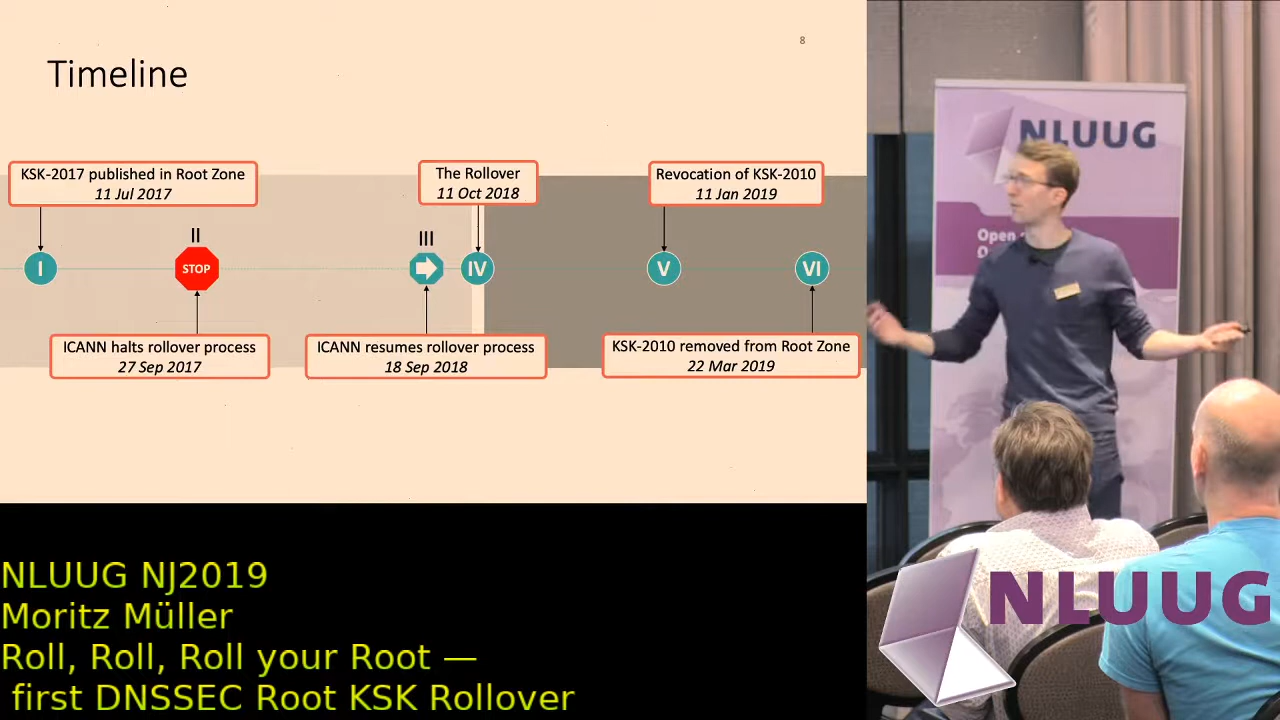 8
Timeline
KSK-2017 published in Root Zone
11 Jul 2017
The Rollover
11 Oct 2018
Revocation of KSK-2010
11 Jan 2019
II
III
I
STOP
IV
V
VI
ICANN halts rollover process
27 Sep 2017
ICANN resumes rollover process
18 Sep 2018
KSK-2010 removed from Root Zone
22 Mar 2019
NLUUG
Open
NLUUG NJ2019
Moritz Müller
Roll, Roll, Roll your Root —
first DNSSEC Root KSK Rollover
NLUUG